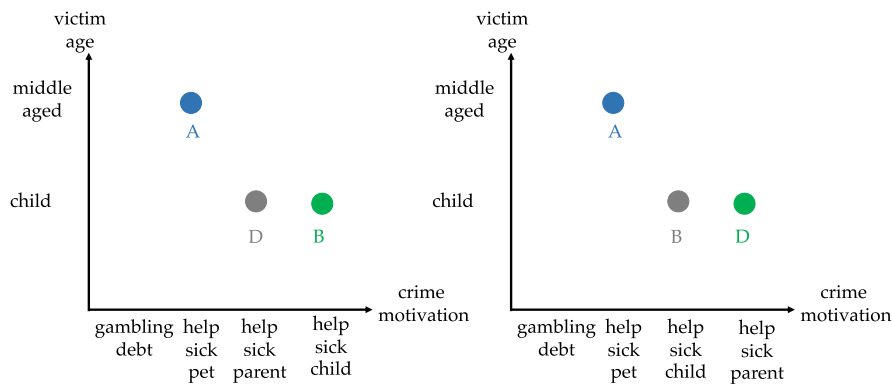 victim
age
middle
aged
A
child
D
B
crime
motivation
gambling
debt
help
sick
pet
help
sick
parent
help
sick
child
victim
age
middle
aged
A
child
B
D
crime
motivation
gambling
debt
help
sick
pet
help
sick
child
help
sick
parent